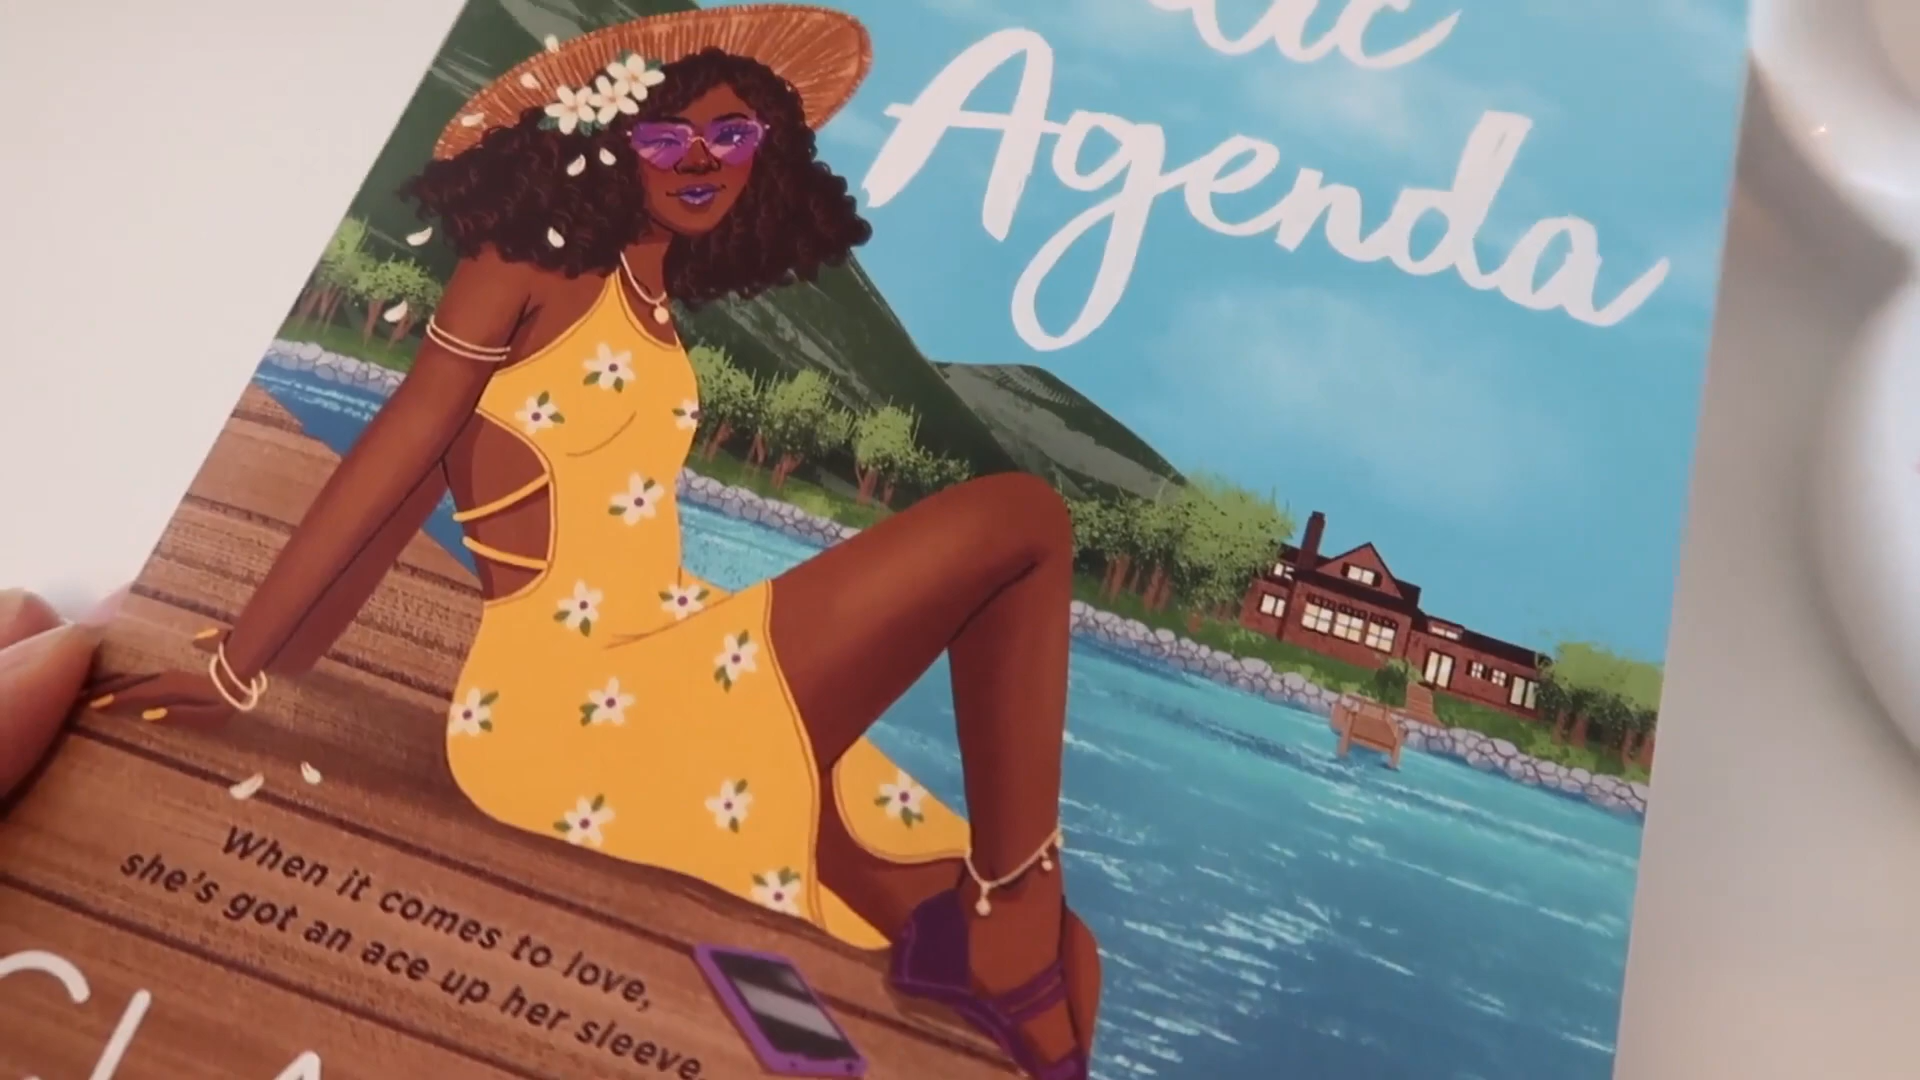 Agenda
When it comes to love,
she's got an ace up her sleeve.